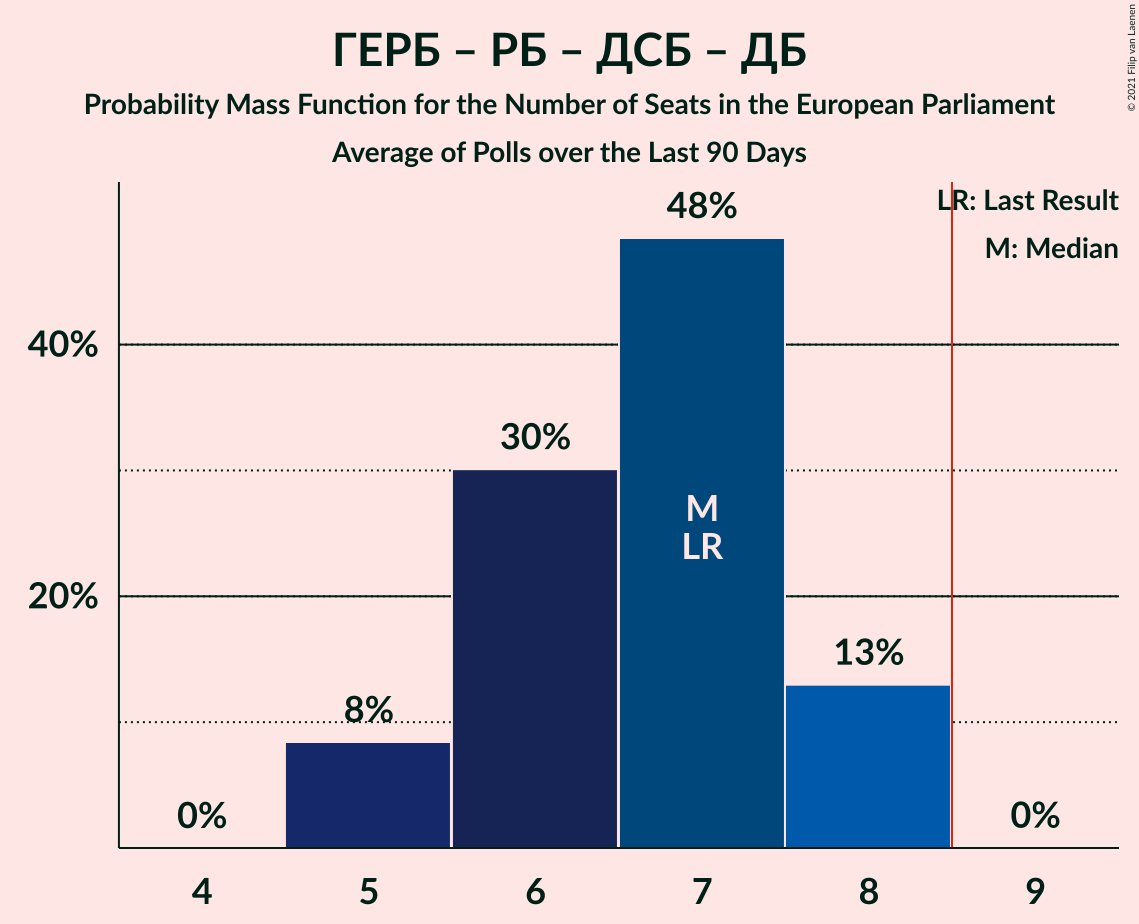 ГЕРБ – РБ – ДСБ – ДБ
Probability Mass Function for the Number of Seats in the European Parliament
Average of Polls over the Last 90 Days
© 2021 Filip van Laenen
LR: Last Result
M: Median
48%
40%
30%
M
LR
20%
13%
8%
0%
0%
4
5
6
7
8
9